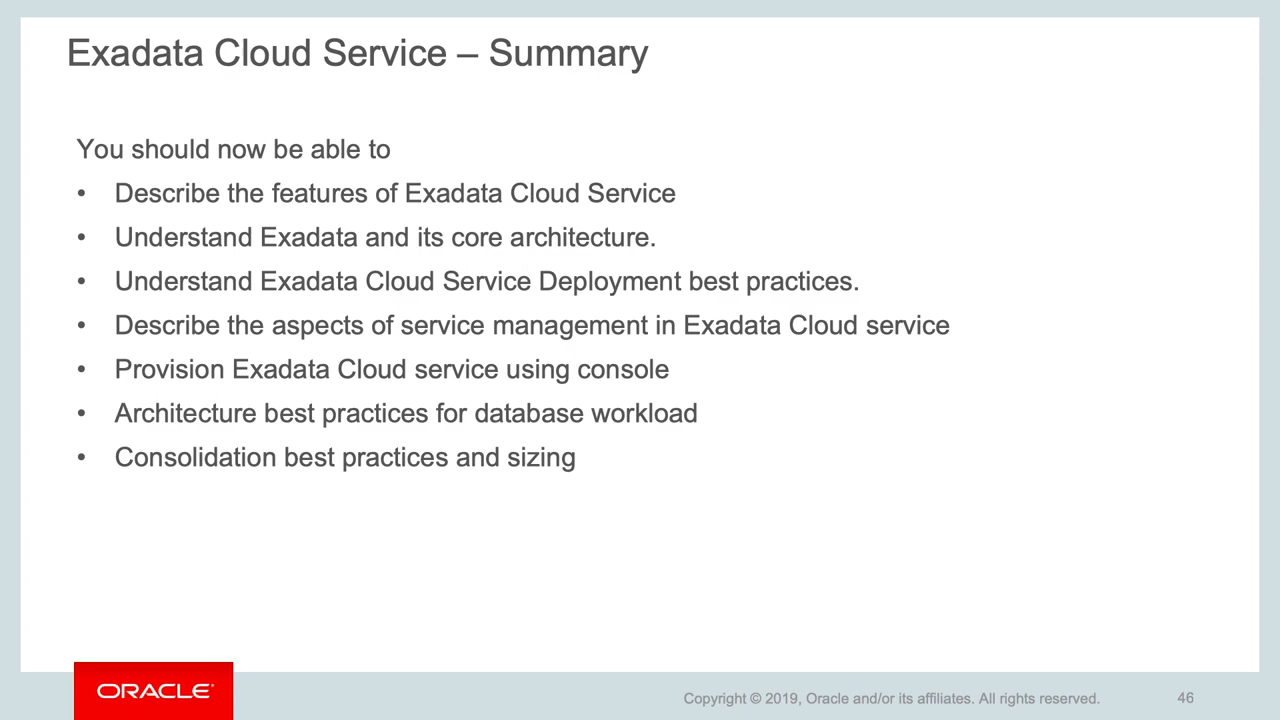 Exadata Cloud Service – Summary
You should now be able to
• Describe the features of Exadata Cloud Service
• Understand Exadata and its core architecture.
• Understand Exadata Cloud Service Deployment best practices.
• Describe the aspects of service management in Exadata Cloud service
• Provision Exadata Cloud service using console
• Architecture best practices for database workload
• Consolidation best practices and sizing
ORACLE
Copyright © 2019, Oracle and/or its affiliates. All rights reserved.
46